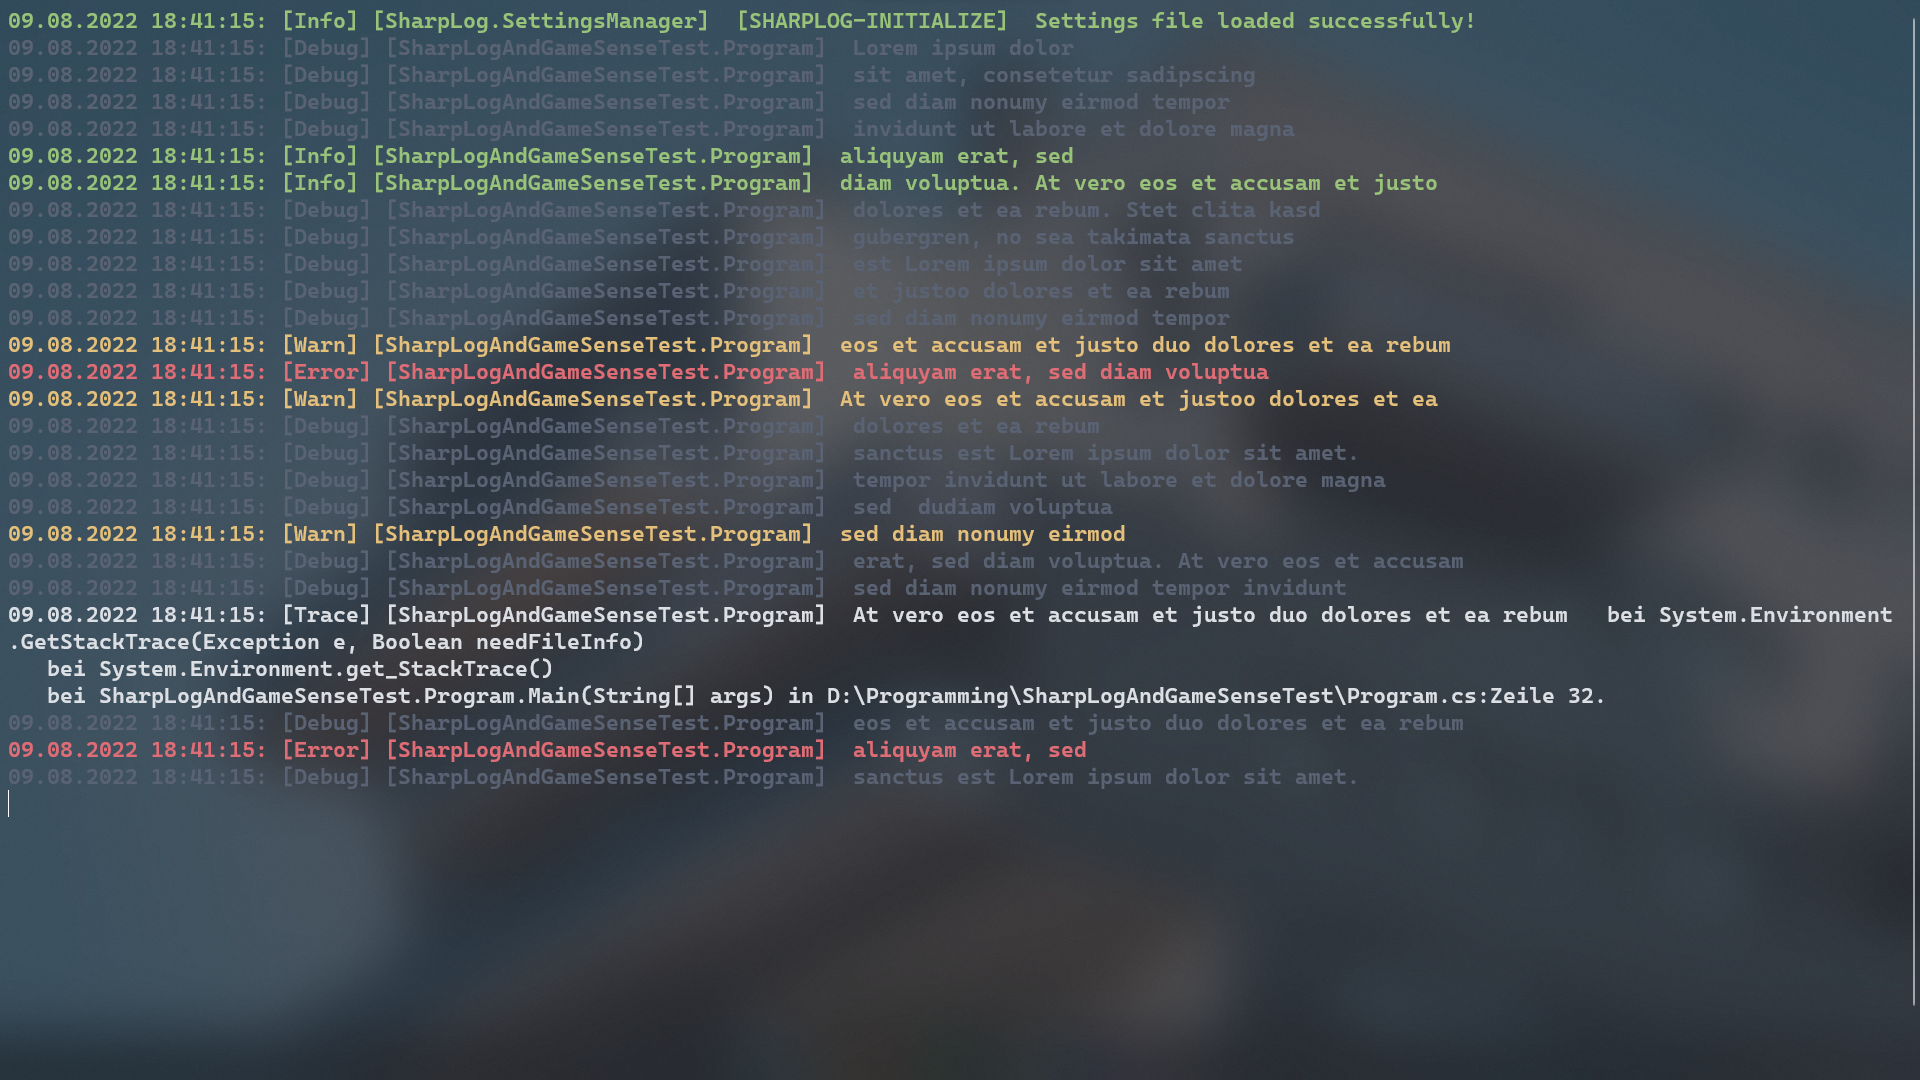 09.08.2022 18:41:15: [Info] [SharpLog.SettingsManager]  [SHARPLOG-INITIALIZE]  Settings file loaded successfully!
09.08.2022 18:41:15: [Debug] [SharpLogAndGameSenseTest.Program]  Lorem ipsum dolor
09.08.2022 18:41:15: [Debug] [SharpLogAndGameSenseTest.Program]  sit amet, consetetur sadipscing
09.08.2022 18:41:15: [Debug] [SharpLogAndGameSenseTest.Program]  sed diam nonumy eirmod tempor
09.08.2022 18:41:15: [Debug] [SharpLogAndGameSenseTest.Program]  invidunt ut labore et dolore magna
09.08.2022 18:41:15: [Info] [SharpLogAndGameSenseTest.Program]  aliquyam erat, sed
09.08.2022 18:41:15: [Info] [SharpLogAndGameSenseTest.Program]  diam voluptua. At vero eos et accusam et justo
09.08.2022 18:41:15: [Debug] [SharpLogAndGameSenseTest.Program]  dolores et ea rebum. Stet clita kasd
09.08.2022 18:41:15: [Debug] [SharpLogAndGameSenseTest.Program]  gubergren, no sea takimata sanctus
09.08.2022 18:41:15: [Debug] [SharpLogAndGameSenseTest.Program]  est Lorem ipsum dolor sit amet
09.08.2022 18:41:15: [Debug] [SharpLogAndGameSenseTest.Program]  et justoo dolores et ea rebum
09.08.2022 18:41:15: [Debug] [SharpLogAndGameSenseTest.Program]  sed diam nonumy eirmod tempor
09.08.2022 18:41:15: [Warn] [SharpLogAndGameSenseTest.Program]  eos et accusam et justo duo dolores et ea rebum
09.08.2022 18:41:15: [Error] [SharpLogAndGameSenseTest.Program]  aliquyam erat, sed diam voluptua
09.08.2022 18:41:15: [Warn] [SharpLogAndGameSenseTest.Program]  At vero eos et accusam et justoo dolores et ea
09.08.2022 18:41:15: [Debug] [SharpLogAndGameSenseTest.Program]  dolores et ea rebum
09.08.2022 18:41:15: [Debug] [SharpLogAndGameSenseTest.Program]  sanctus est Lorem ipsum dolor sit amet.
09.08.2022 18:41:15: [Debug] [SharpLogAndGameSenseTest.Program]  tempor invidunt ut labore et dolore magna
09.08.2022 18:41:15: [Debug] [SharpLogAndGameSenseTest.Program]  sed  dudiam voluptua
09.08.2022 18:41:15: [Warn] [SharpLogAndGameSenseTest.Program]  sed diam nonumy eirmod
09.08.2022 18:41:15: [Debug] [SharpLogAndGameSenseTest.Program]  erat, sed diam voluptua. At vero eos et accusam
09.08.2022 18:41:15: [Debug] [SharpLogAndGameSenseTest.Program]  sed diam nonumy eirmod tempor invidunt
09.08.2022 18:41:15: [Trace] [SharpLogAndGameSenseTest.Program]  At vero eos et accusam et justo duo dolores et ea rebum   bei System.Environment
.GetStackTrace(Exception e, Boolean needFileInfo)
   bei System.Environment.get_StackTrace()
   bei SharpLogAndGameSenseTest.Program.Main(String[] args) in D:\Programming\SharpLogAndGameSenseTest\Program.cs:Zeile 32.
09.08.2022 18:41:15: [Debug] [SharpLogAndGameSenseTest.Program]  eos et accusam et justo duo dolores et ea rebum
09.08.2022 18:41:15: [Error] [SharpLogAndGameSenseTest.Program]  aliquyam erat, sed
09.08.2022 18:41:15: [Debug] [SharpLogAndGameSenseTest.Program]  sanctus est Lorem ipsum dolor sit amet.